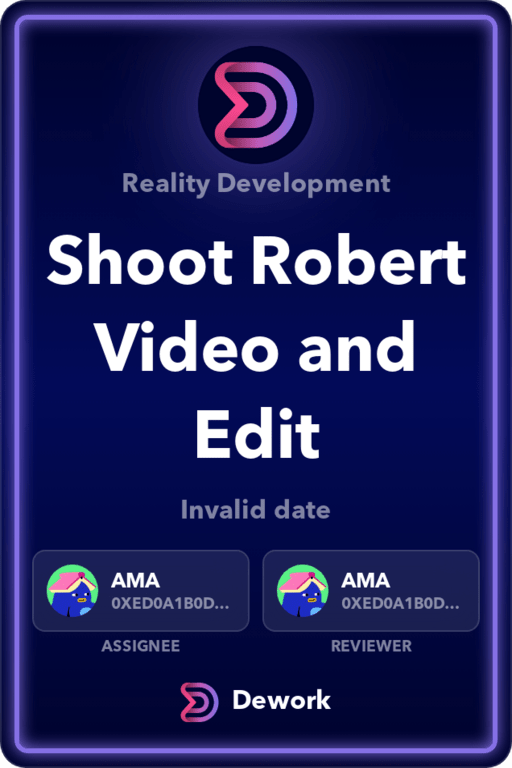 Reality Development
Shoot Robert
Video and
Edit
Invalid date
AMA
0XED0A1B0D...
ASSIGNEE
AMA
0XED0A1B0D...
REVIEWER
Dework